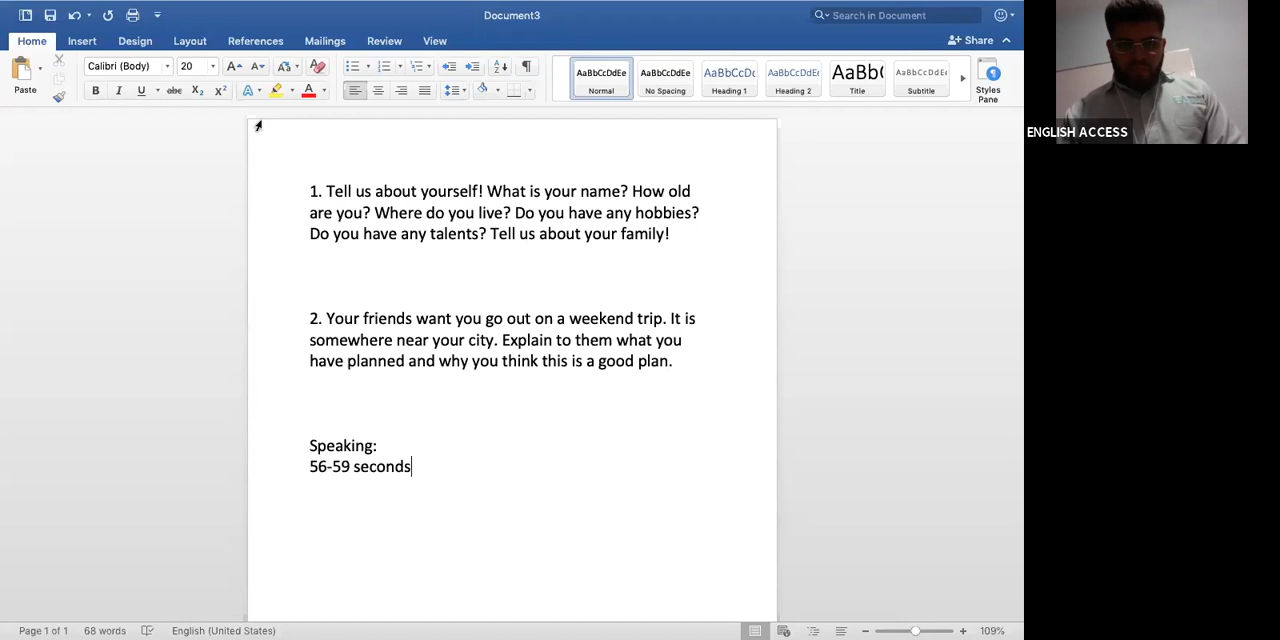 Document3
Search in Document
Home Insert Design Layout References Mailings Review View
Share
Paste
Calibri (Body) 20
AaBbCcDdEe AaBbCcDdEe AaBbCcDc AaBbCcDdEe AaBb( AaBbCcDdEe
Normal No Spacing Heading 1 Heading 2 Title Subtitle
Styles Pane
ENGLISH ACCESS
1. Tell us about yourself! What is your name? How old
are you? Where do you live? Do you have any hobbies?
Do you have any talents? Tell us about your family!
2. Your friends want you go out on a weekend trip. It is
somewhere near your city. Explain to them what you
have planned and why you think this is a good plan.
Speaking:
56-59 seconds
Page 1 of 1 68 words English (United States) 109%